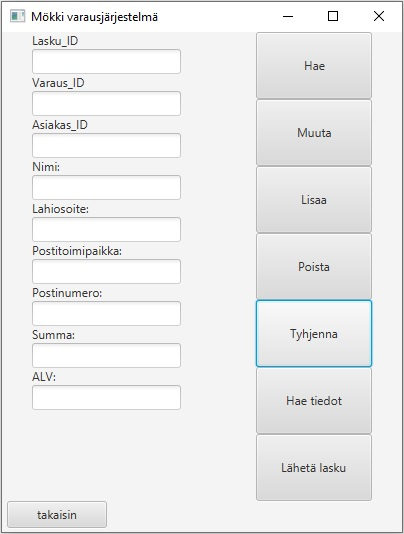 Mökki varausjärjestelmä
Lasku_ID
Varaus_ID
Asiakas_ID
Nimi:
Lahiosoite:
Postitoimipaikka:
Postinumero:
Summa:
ALV:
Hae
Muuta
Lisaa
Poista
Tyhjenna
Hae tiedot
Lähetä lasku
takaisin